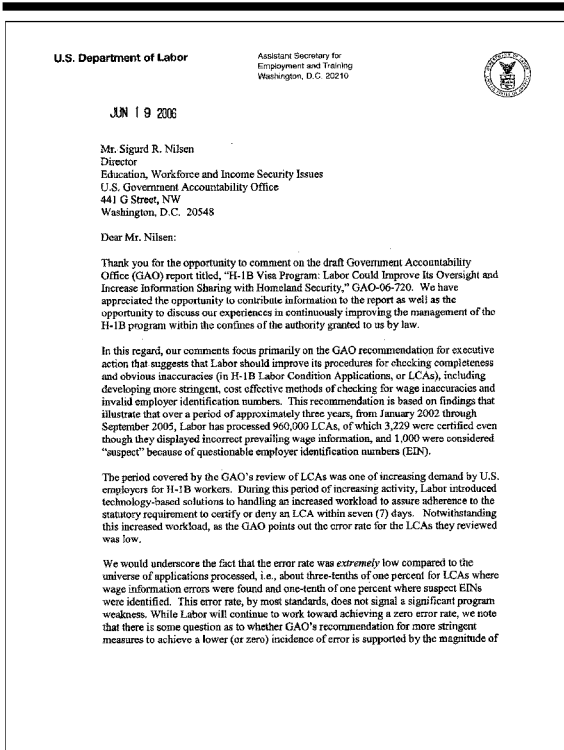 U.S. Department of Labor
Assistant Secretary for
Employment and Training
Washington, D.C. 20210
JUN 19 2006
Mr. Sigurd R. Nilsen
Director
Education, Workforce and Income Security Issues
U.S. Government Accountability Office
441 G Street, NW
Washington, D.C. 20548
Dear Mr. Nilsen:
Thank you for the opportunity to comment on the draft Government Accountability
Office (GAO) report titled, "H-1B Visa Program: Labor Could Improve Its Oversight and
Increase Information Sharing with Homeland Security," GAO-06-720. We have
appreciated the opportunity to contribute information to the report as well as the
opportunity to discuss our experiences in continuously improving the management of the
H-1B program within the confines of the authority granted to us by law.
In this regard, our comments focus primarily on the GAO recommendation for executive
action that suggests that Labor should improve its procedures for checking completeness
and obvious inaccuracies (in H-1B Labor Condition Applications, or LCAs), including
developing more stringent, cost effective methods of checking for wage inaccuracies and
invalid employer identification numbers. This recommendation is based on findings that
illustrate that over a period of approximately three years, from January 2002 through
September 2005, Labor has processed 960,000 LCAs, of which 3,229 were certified even
though they displayed incorrect prevailing wage information, and 1,000 were considered
"suspect" because of questionable employer identification numbers (EIN).
The period covered by the GAO's review of LCAs was one of increasing demand by U.S.
employers for H-1B workers. During this period of increasing activity, Labor introduced
technology-based solutions to handling an increased workload to assure adherence to the
statutory requirement to certify or deny an LCA within seven (7) days. Notwithstanding
this increased workload, as the GAO points out the error rate for the LCAs they reviewed
was low.
We would underscore the fact that the error rate was extremely low compared to the
universe of applications processed, i.e., about three-tenths of one percent for LCAs where
wage information errors were found and one-tenth of one percent where suspect EINs
were identified. This error rate, by most standards, does not signal a significant program
weakness. While Labor will continue to work toward achieving a zero error rate, we note
that there is some question as to whether GAO's recommendation for more stringent
measures to achieve a lower (or zero) incidence of error is supported by the magnitude of